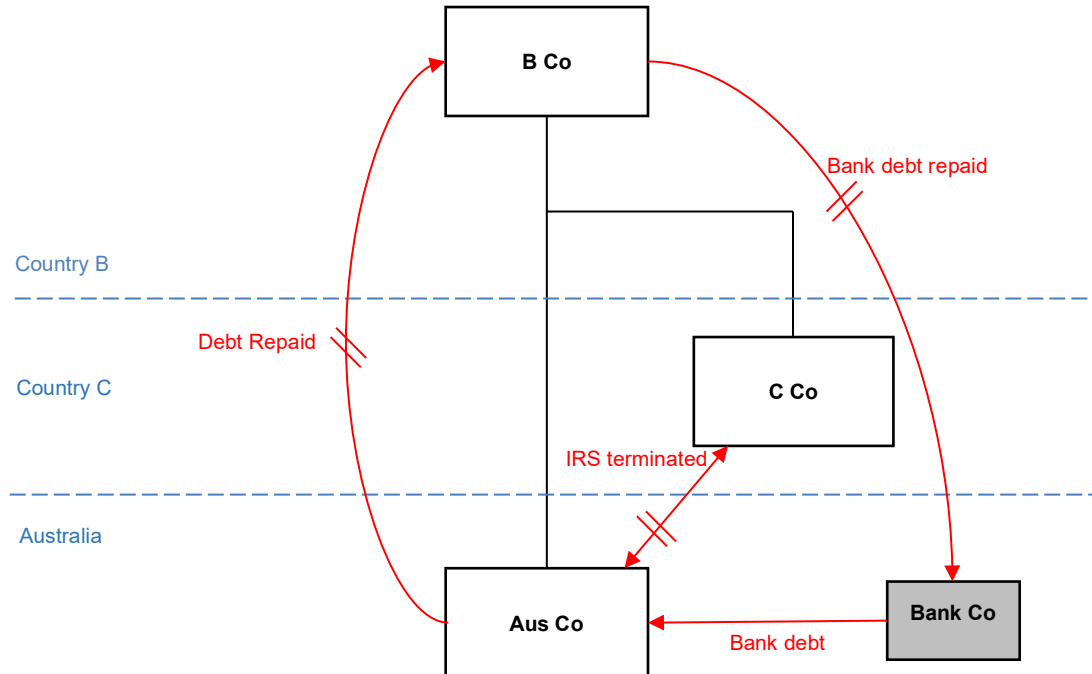 B Co
Bank debt repaid
Country B
Debt Repaid
Country C
C Co
IRS terminated
Australia
Aus Co
Bank Co
Bank debt